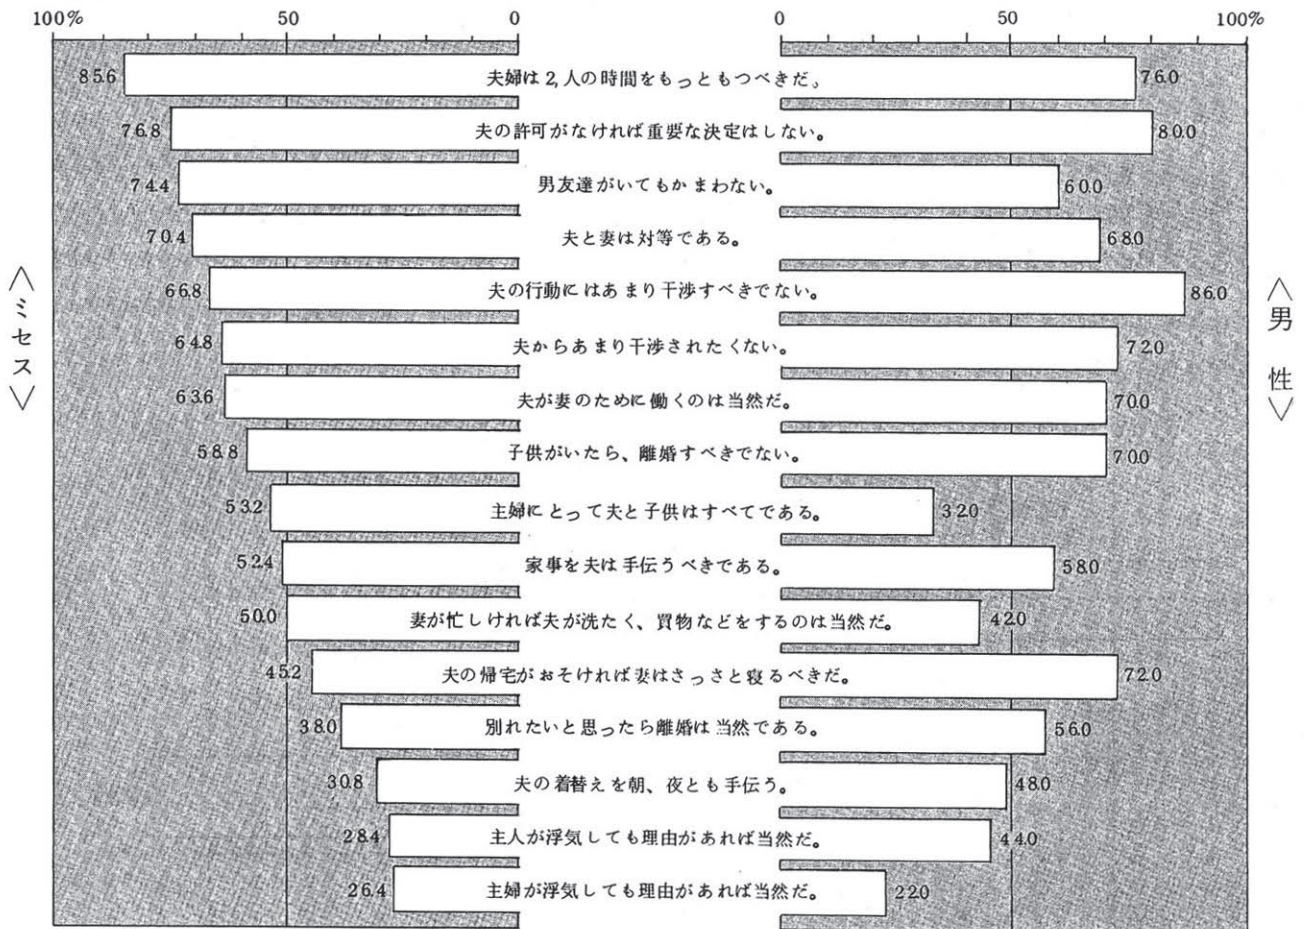 100% 50 0 0 50 100%
85.6 夫婦は2,人の時間をもっともつべきだ。 76.0
76.8 夫の許可がなければ重要な決定はしない。 80.0
74.4 男友達がいてもかまわない。 60.0
70.4 夫と妻は対等である。 68.0
66.8 夫の行動にはあまり干渉すべきでない。 86.0
64.8 夫からあまり干渉されたくない。 72.0
63.6 夫が妻のために働くのは当然だ。 70.0
58.8 子供がいたら、離婚すべきでない。 70.0
53.2 主婦にとって夫と子供はすべてである。 32.0
52.4 家事を夫は手伝うべきである。 58.0
50.0 妻が忙しければ夫が洗たく、買物などをするのは当然だ。 42.0
45.2 夫の帰宅がおそければ妻はさっさと寝るべきだ。 72.0
38.0 別れたいと思ったら離婚は当然である。 56.0
30.8 夫の着替えを朝、夜とも手伝う。 48.0
28.4 主人が浮気しても理由があれば当然だ。 44.0
26.4 主婦が浮気しても理由があれば当然だ。 22.0
〈ミセス〉
〈男性〉